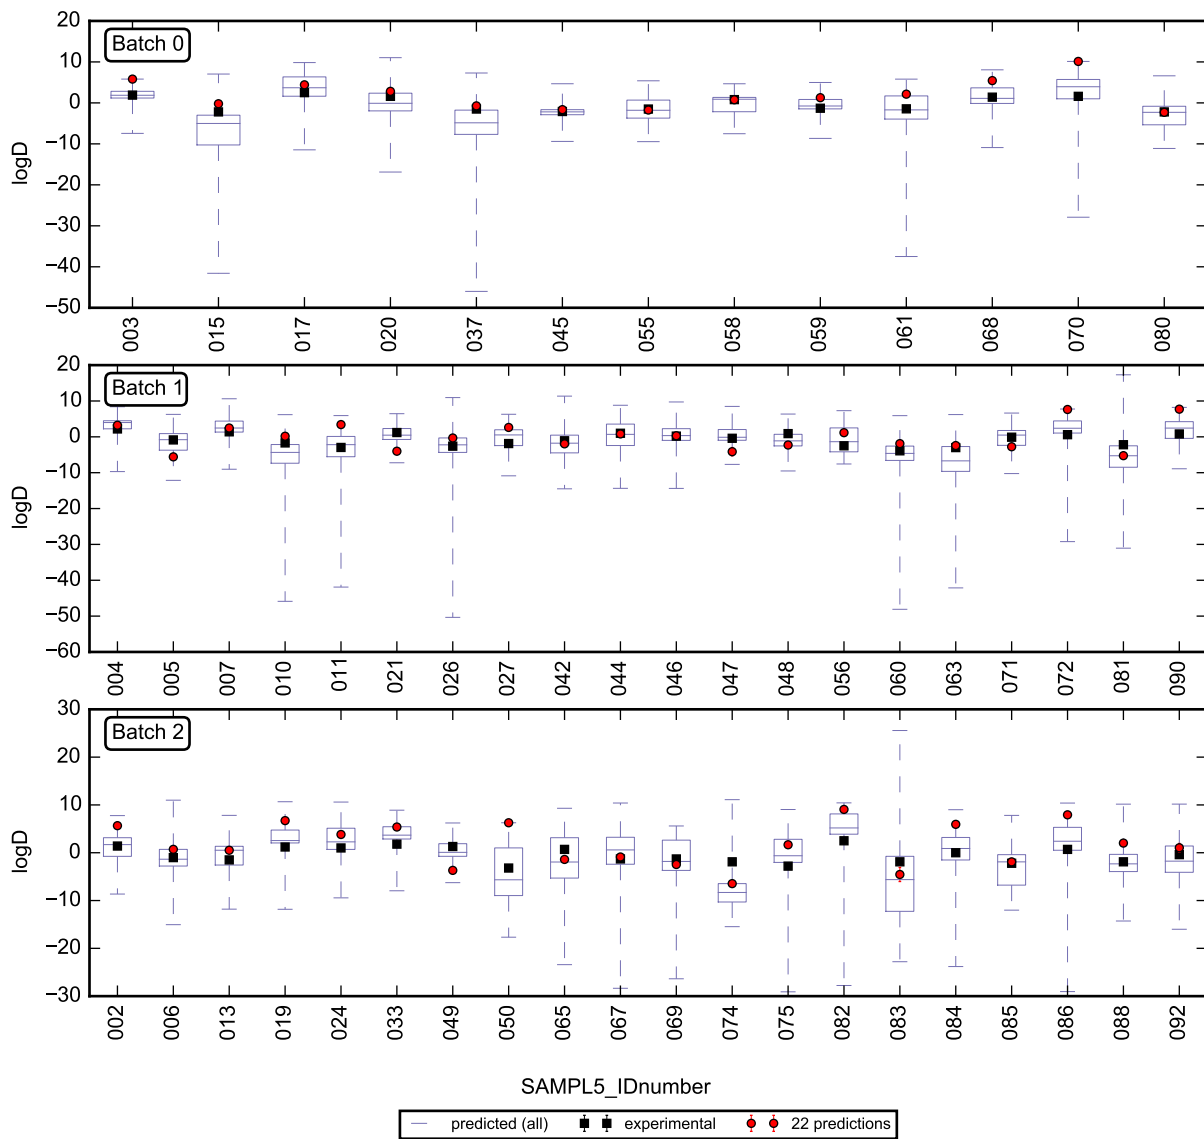 20
Batch 0
10
0
−10
−20
−30
−40
−50
logD
003 015 017 020 037 045 055 058 059 061 068 070 080
20
Batch 1
10
0
−10
−20
−30
−40
−50
−60
logD
004 005 007 010 011 021 026 027 042 044 046 047 048 056 060 063 071 072 081 090
30
Batch 2
20
10
0
−10
−20
−30
logD
002 006 013 019 024 033 049 050 065 067 069 074 075 082 083 084 085 086 088 092
SAMPL5_IDnumber
predicted (all) experimental 22 predictions